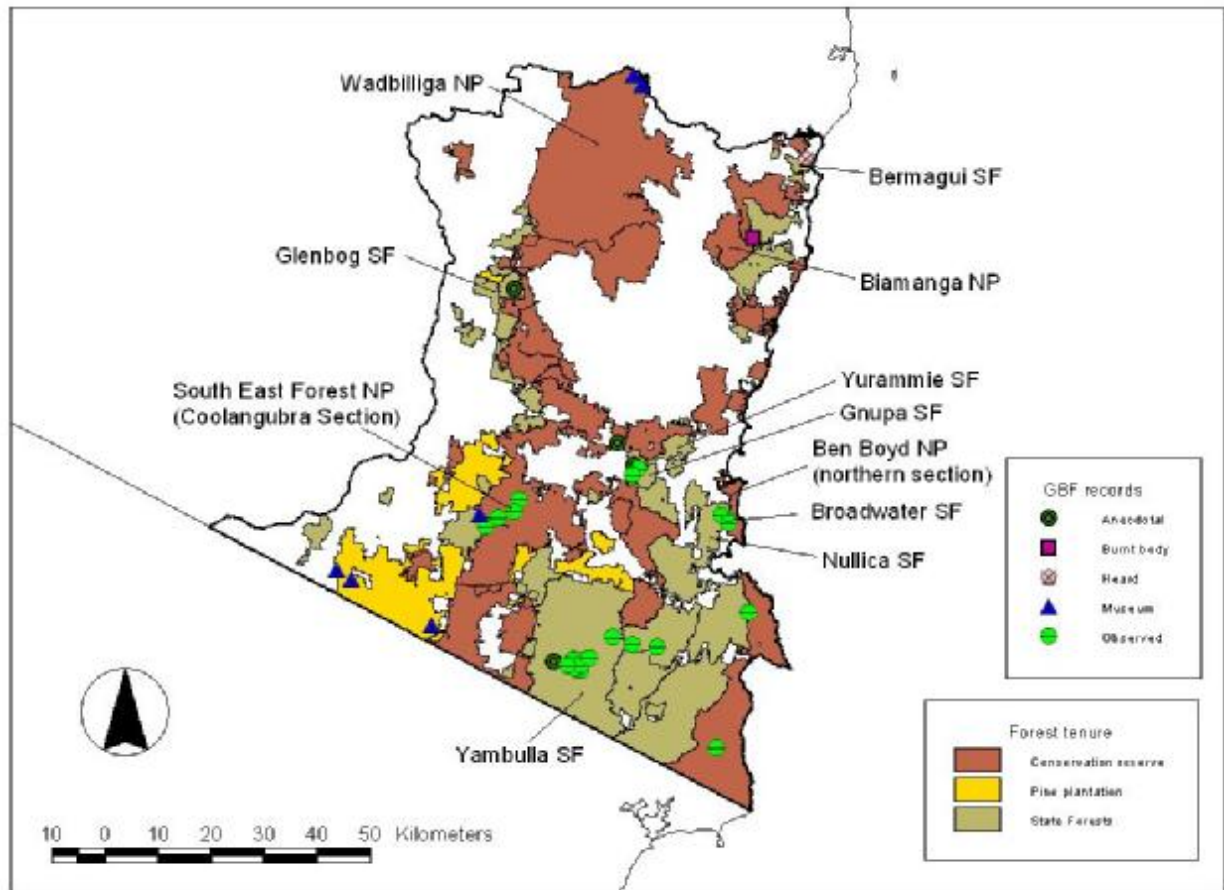 Wadbilliga NP
Bermagui SF
Glenbog SF
Biamanga NP
South East Forest NP
(Coolangubra Section)
Yurammie SF
Gnupa SF
Ben Boyd NP
(northern section)
Broadwater SF
Nullica SF
Yambulla SF
GBF records
Anecdotal
Burnt body
Heard
Museum
Observed
Forest tenure
Conservation reserve
Pine plantation
State Forests
10 0 10 20 30 40 50 Kilometers